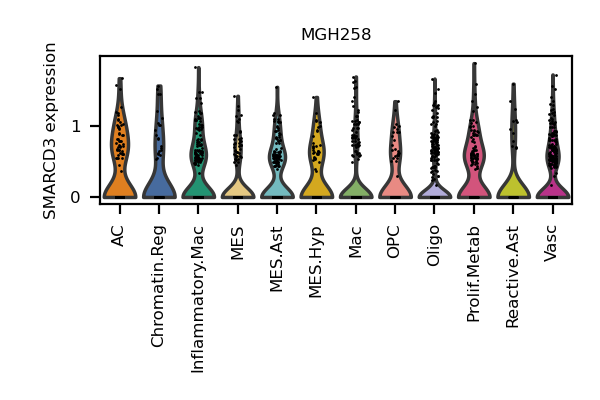 MGH258
SMARCD3 expression
1
0
AC
Chromatin.Reg
Inflammatory.Mac
MES
MES.Ast
MES.Hyp
Mac
OPC
Oligo
Prolif.Metab
Reactive.Ast
Vasc